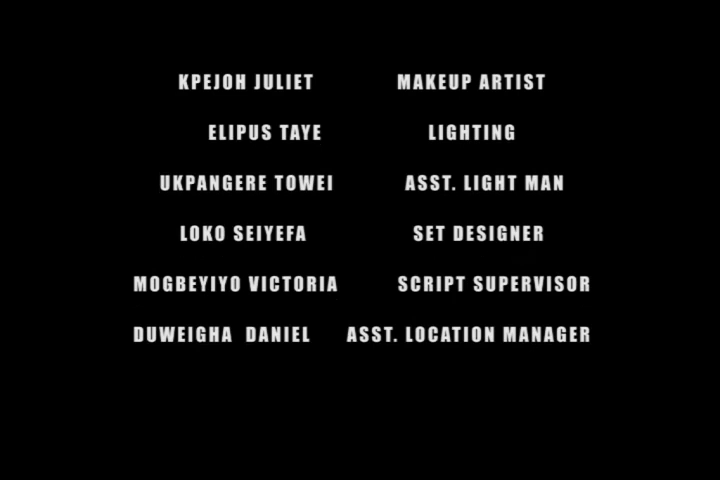 KPEJOH JULIET MAKEUP ARTIST
ELIPUS TAYE LIGHTING
UKPANGERE TOWEI ASST. LIGHT MAN
LOKO SEIYEFA SET DESIGNER
MOGBEYIYO VICTORIA SCRIPT SUPERVISOR
DUWEIGHA DANIEL ASST. LOCATION MANAGER